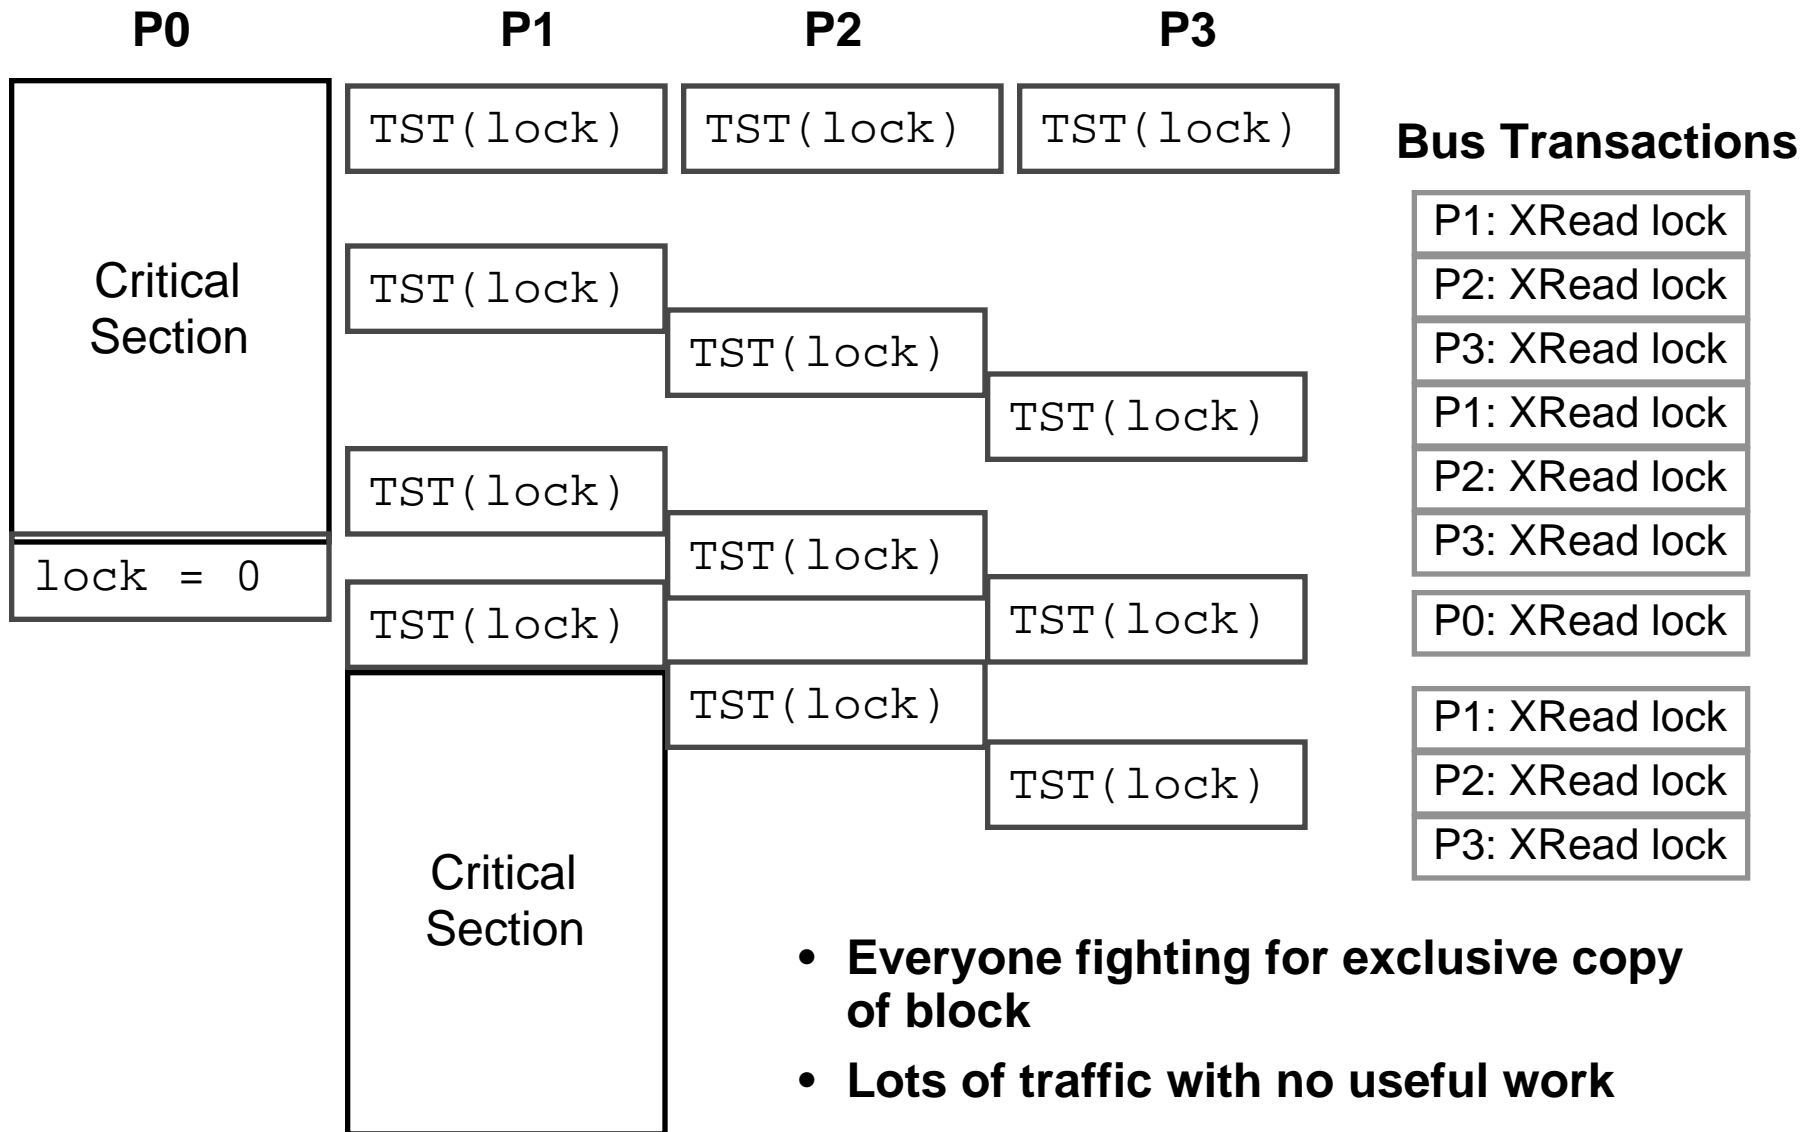 P0 P1 P2 P3
TST(lock) TST(lock) TST(lock)
Bus Transactions
P1: XRead lock
Critical
Section
TST(lock)
P2: XRead lock
TST(lock)
P3: XRead lock
TST(lock)
P1: XRead lock
TST(lock)
P2: XRead lock
TST(lock)
P3: XRead lock
lock = 0
TST(lock)
TST(lock)
P0: XRead lock
TST(lock)
P1: XRead lock
TST(lock)
P2: XRead lock
P3: XRead lock
Critical
Section
• Everyone fighting for exclusive copy
of block
• Lots of traffic with no useful work